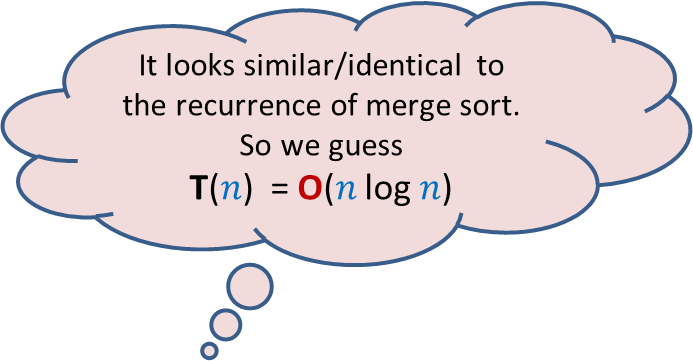 It looks similar/identical to
the recurrence of merge sort.
So we guess
T(n) = O(n log n)